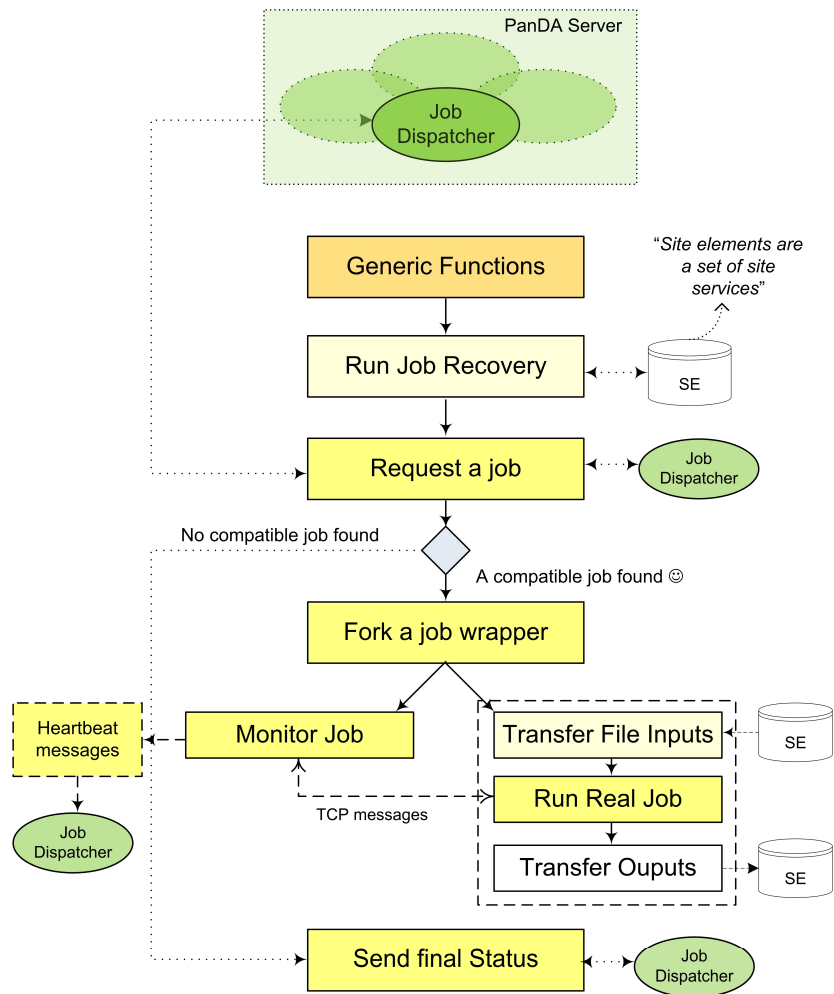 PanDA Server
Job
Dispatcher
Generic Functions
“Site elements are
a set of site
services”
Run Job Recovery
SE
Request a job
Job
Dispatcher
No compatible job found
A compatible job found ☺
Fork a job wrapper
Heartbeat
messages
Monitor Job
Transfer File Inputs
SE
TCP messages
Run Real Job
Job
Dispatcher
Transfer Ouputs
SE
Send final Status
Job
Dispatcher